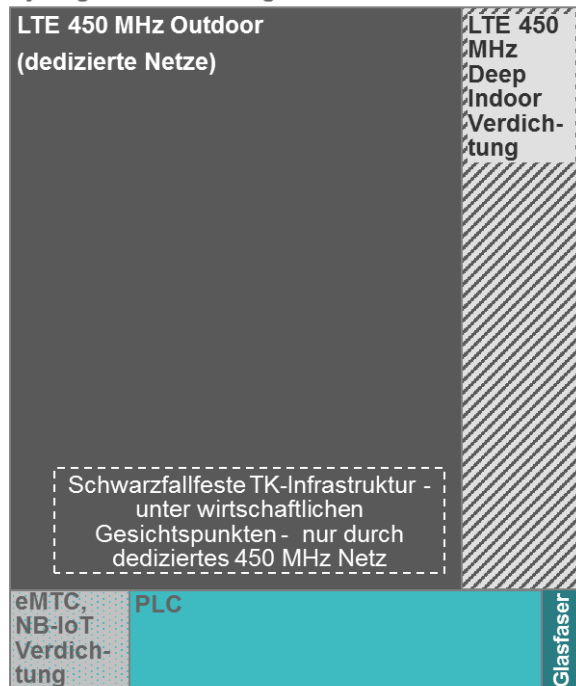 LTE 450 MHz Outdoor
(dedizierte Netze)
LTE 450
MHz
Deep
Indoor
Verdich-
tung
Schwarzfallfeste TK-Infrastruktur -
unter wirtschaftlichen
Gesichtspunkten - nur durch
dediziertes 450 MHz Netz
eMTC,
NB-IoT
Verdich-
tung
PLC
Glasfaser